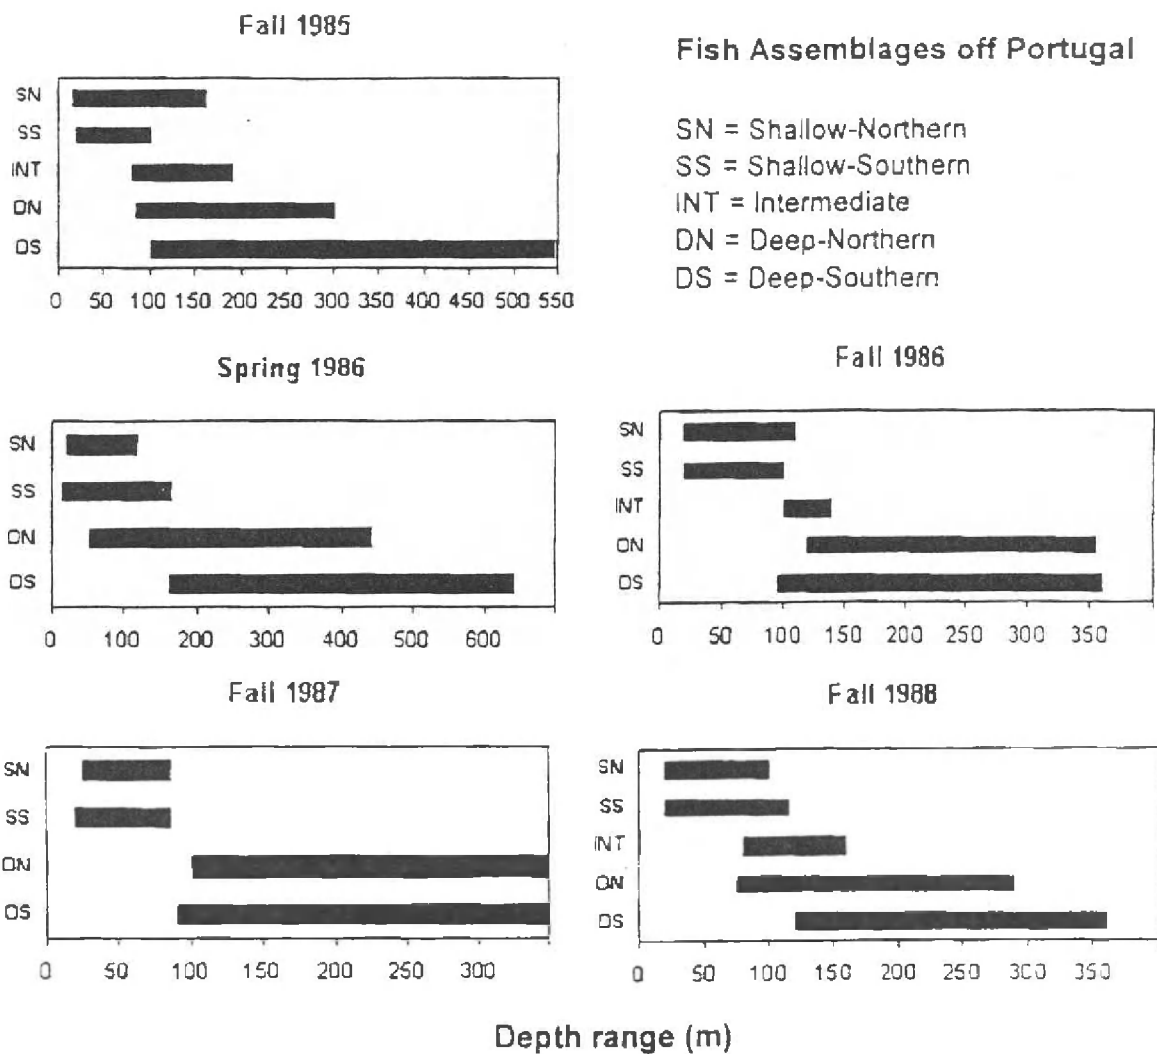 Fall 1985
Fish Assemblages off Portugal
SN = Shallow-Northern
SS = Shallow-Southern
INT = Intermediate
DN = Deep-Northern
DS = Deep-Southern
SN
SS
INT
DN
DS
0 50 100 150 200 250 300 350 400 450 500 550
Spring 1986
SN
SS
DN
DS
0 100 200 300 400 500 600
Fall 1986
SN
SS
INT
DN
DS
0 50 100 150 200 250 300 350
Fall 1987
SN
SS
DN
DS
0 50 100 150 200 250 300
Fall 1988
SN
SS
INT
DN
DS
0 50 100 150 200 250 300 350
Depth range (m)